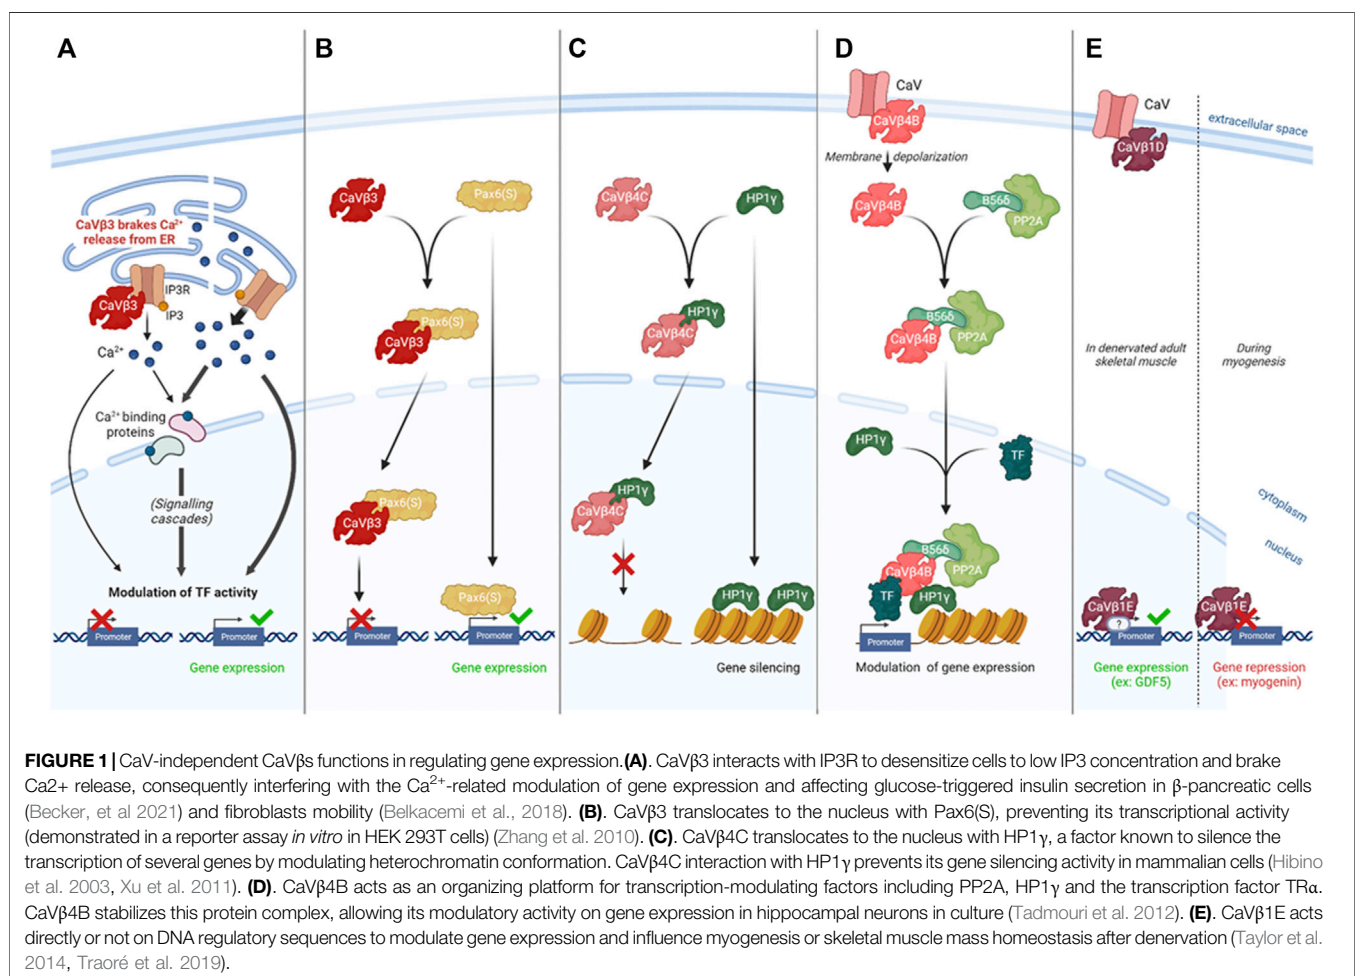 A
CaVβ3 brakes Ca²⁺
release from ER
IP3R
CaVβ3
IP3
Ca²⁺
Ca²⁺ binding
proteins
(Signalling
cascades)
Modulation of TF activity
Promoter
Promoter
Gene expression
B
CaVβ3
Pax6(S)
Pax6(S)
CaVβ3
Pax6(S)
CaVβ3
Pax6(S)
Promoter
Promoter
Gene expression
C
CaVβ4C
HP1γ
HP1γ
CaVβ4C
HP1γ
CaVβ4C
HP1γ
HP1γ
Gene silencing
D
CaV
CaVβ4B
Membrane depolarization
CaVβ4B
B56δ
PP2A
B56δ
CaVβ4B
PP2A
HP1γ
TF
B56δ
CaVβ4B
PP2A
TF
HP1γ
Promoter
Modulation of gene expression
E
CaV
CaVβ1D
extracellular space
In denervated adult
skeletal muscle
During
myogenesis
cytoplasm
nucleus
CaVβ1E
?
Promoter
Gene expression
(ex: GDF5)
CaVβ1E
Promoter
Gene repression
(ex: myogenin)
FIGURE 1 | CaV-independent CaVβs functions in regulating gene expression.(A). CaVβ3 interacts with IP3R to desensitize cells to low IP3 concentration and brake
Ca2+ release, consequently interfering with the Ca²⁺-related modulation of gene expression and affecting glucose-triggered insulin secretion in β-pancreatic cells
(Becker, et al 2021) and fibroblasts mobility (Belkacemi et al., 2018). (B). CaVβ3 translocates to the nucleus with Pax6(S), preventing its transcriptional activity
(demonstrated in a reporter assay in vitro in HEK 293T cells) (Zhang et al. 2010). (C). CaVβ4C translocates to the nucleus with HP1γ, a factor known to silence the
transcription of several genes by modulating heterochromatin conformation. CaVβ4C interaction with HP1γ prevents its gene silencing activity in mammalian cells (Hibino
et al. 2003, Xu et al. 2011). (D). CaVβ4B acts as an organizing platform for transcription-modulating factors including PP2A, HP1γ and the transcription factor TRα.
CaVβ4B stabilizes this protein complex, allowing its modulatory activity on gene expression in hippocampal neurons in culture (Tadmouri et al. 2012). (E). CaVβ1E acts
directly or not on DNA regulatory sequences to modulate gene expression and influence myogenesis or skeletal muscle mass homeostasis after denervation (Taylor et al.
2014, Traoré et al. 2019).